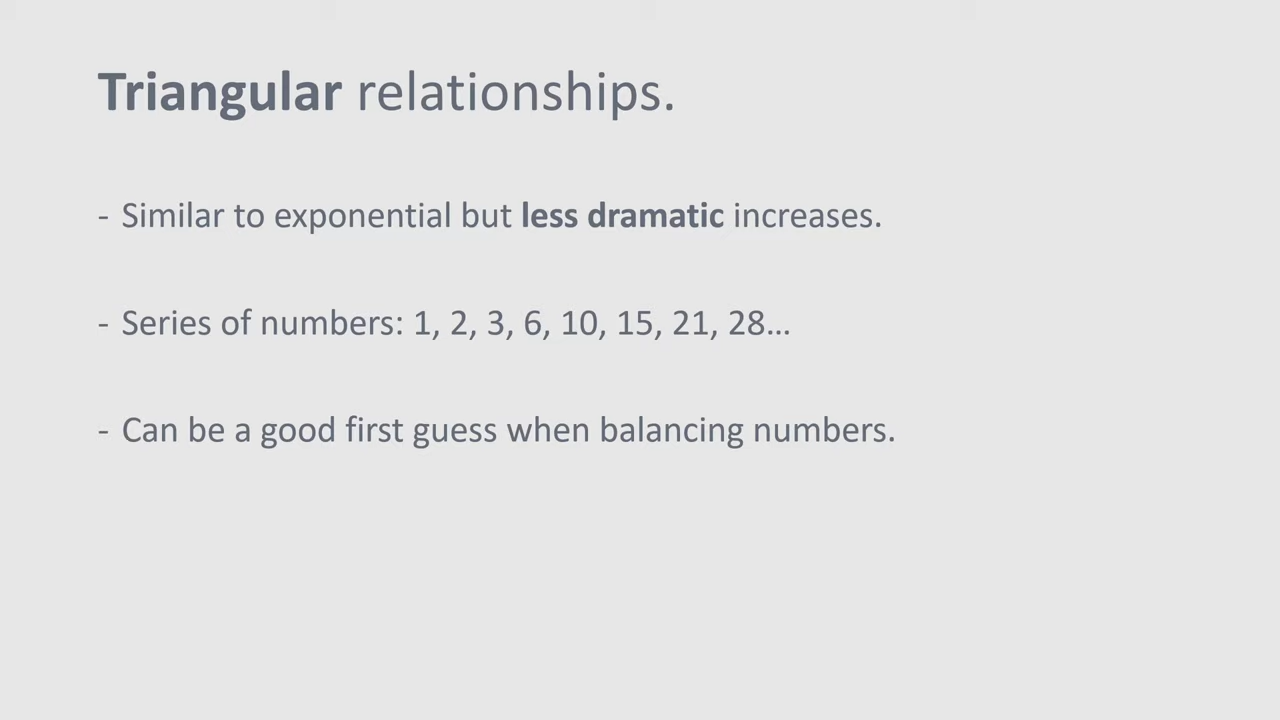 Triangular relationships.
- Similar to exponential but less dramatic increases.
- Series of numbers: 1, 2, 3, 6, 10, 15, 21, 28…
- Can be a good first guess when balancing numbers.